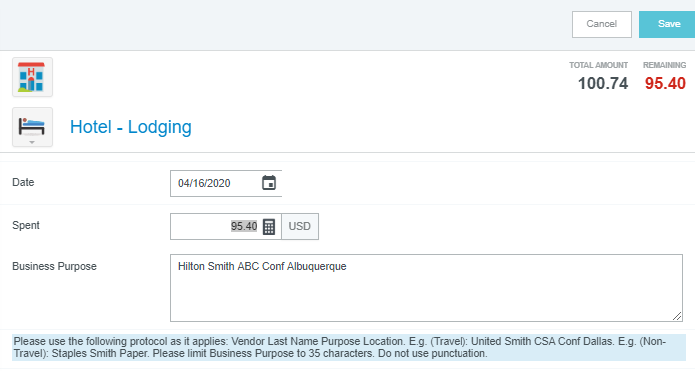 Cancel Save
TOTAL AMOUNT REMAINING
100.74 95.40
H
Hotel - Lodging
Date 04/16/2020
Spent 95.40 USD
Business Purpose Hilton Smith ABC Conf Albuquerque
Please use the following protocol as it applies: Vendor Last Name Purpose Location. E.g. (Travel): United Smith CSA Conf Dallas. E.g. (Non-
Travel): Staples Smith Paper. Please limit Business Purpose to 35 characters. Do not use punctuation.